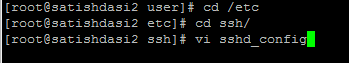 [root@satishdasi2 user]# cd /etc
[root@satishdasi2 etc]# cd ssh/
[root@satishdasi2 ssh]# vi sshd_config